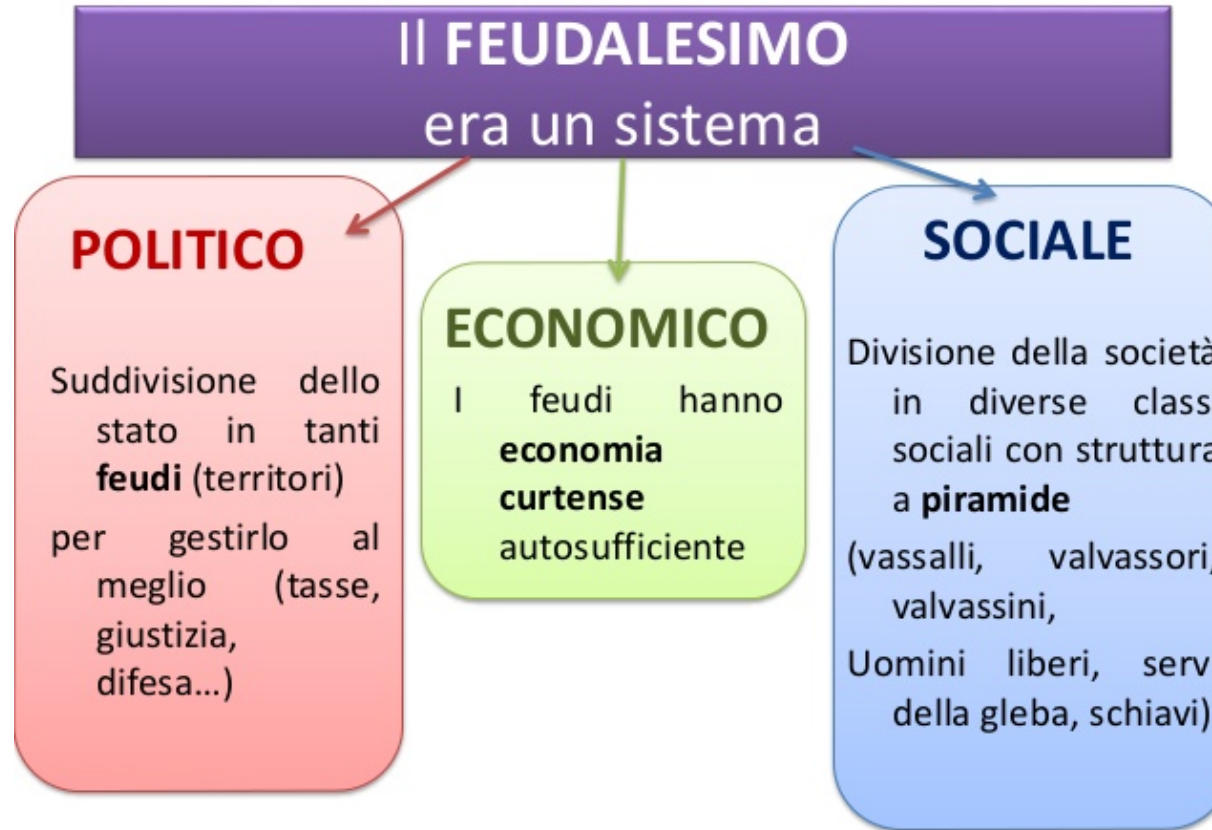 Il FEUDALESIMO
era un sistema
POLITICO
Suddivisione dello
stato in tanti
feudi (territori)
per gestirlo al
meglio (tasse,
giustizia,
difesa...)
ECONOMICO
I feudi hanno
economia
curtense
autosufficiente
SOCIALE
Divisione della società
in diverse class
sociali con struttura
a piramide
(vassalli, valvassori,
valvassini,
Uomini liberi, serv
della gleba, schiavi)